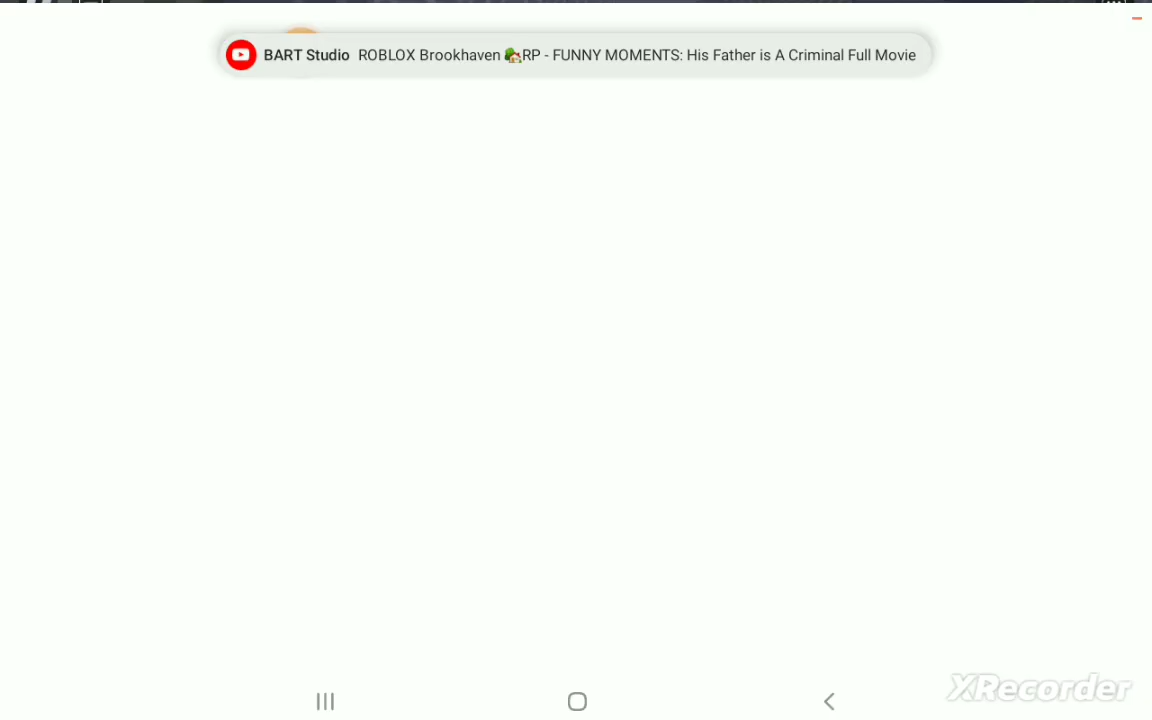 BART Studio ROBLOX Brookhaven 🏡RP - FUNNY MOMENTS: His Father is A Criminal Full Movie
XRecorder